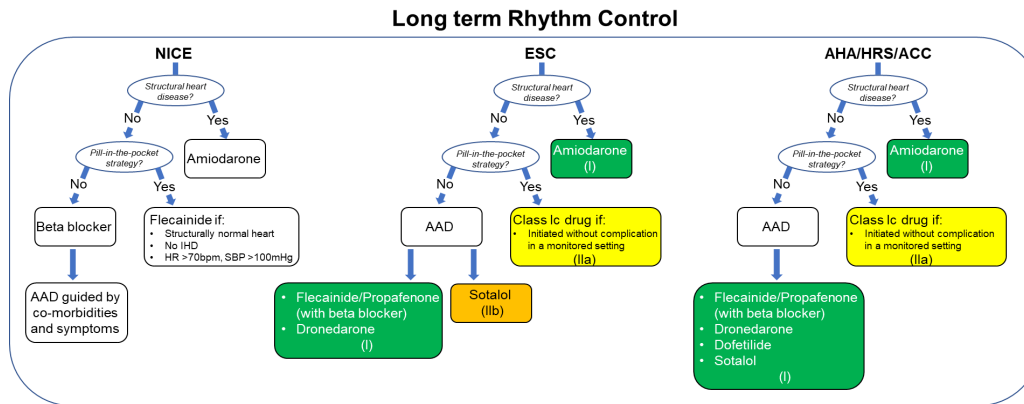 Long term Rhythm Control
NICE
Structural heart
disease?
No
Yes
Pill-in-the-pocket
strategy?
Amiodarone
No
Yes
Beta blocker
Flecainide if:
• Structurally normal heart
• No IHD
• HR >70bpm, SBP >100mHg
AAD guided by
co-morbidities
and symptoms
ESC
Structural heart
disease?
No
Yes
Pill-in-the-pocket
strategy?
Amiodarone
(I)
No
Yes
AAD
Class Ic drug if:
• Initiated without complication
in a monitored setting
(IIa)
• Flecainide/Propafenone
(with beta blocker)
• Dronedarone
(I)
Sotalol
(IIb)
AHA/HRS/ACC
Structural heart
disease?
No
Yes
Pill-in-the-pocket
strategy?
Amiodarone
(I)
No
Yes
AAD
Class Ic drug if:
• Initiated without complication
in a monitored setting
(IIa)
• Flecainide/Propafenone
(with beta blocker)
• Dronedarone
• Dofetilide
• Sotalol
(I)